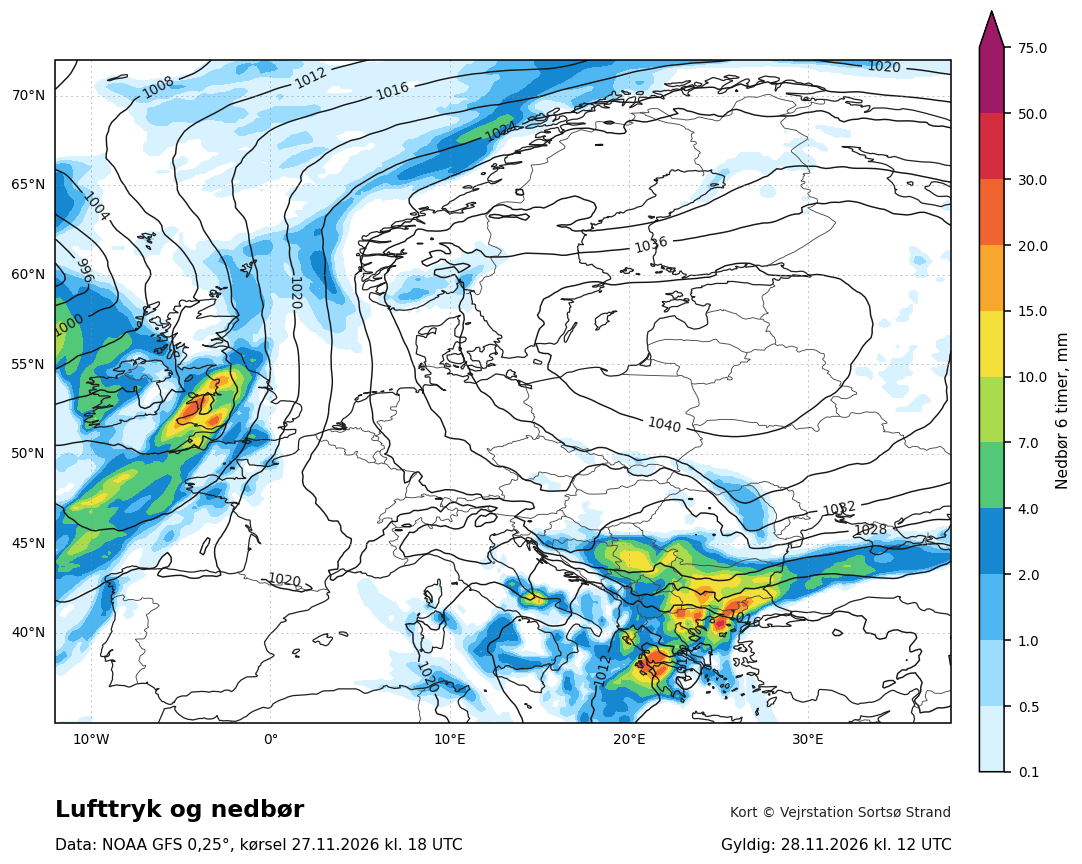 75.0
50.0
30.0
20.0
15.0
10.0
7.0
4.0
2.0
1.0
0.5
0.1
Nedbør 6 timer, mm
70°N
65°N
60°N
55°N
50°N
45°N
40°N
10°W
0°
10°E
20°E
30°E
1008
1012
1016
1020
1024
1004
996
1000
1020
1036
1040
1032
1028
1020
1016
1012
1020
1012
Lufttryk og nedbør
Kort © Vejrstation Sortsø Strand
Data: NOAA GFS 0,25°, kørsel 27.11.2026 kl. 18 UTC
Gyldig: 28.11.2026 kl. 12 UTC